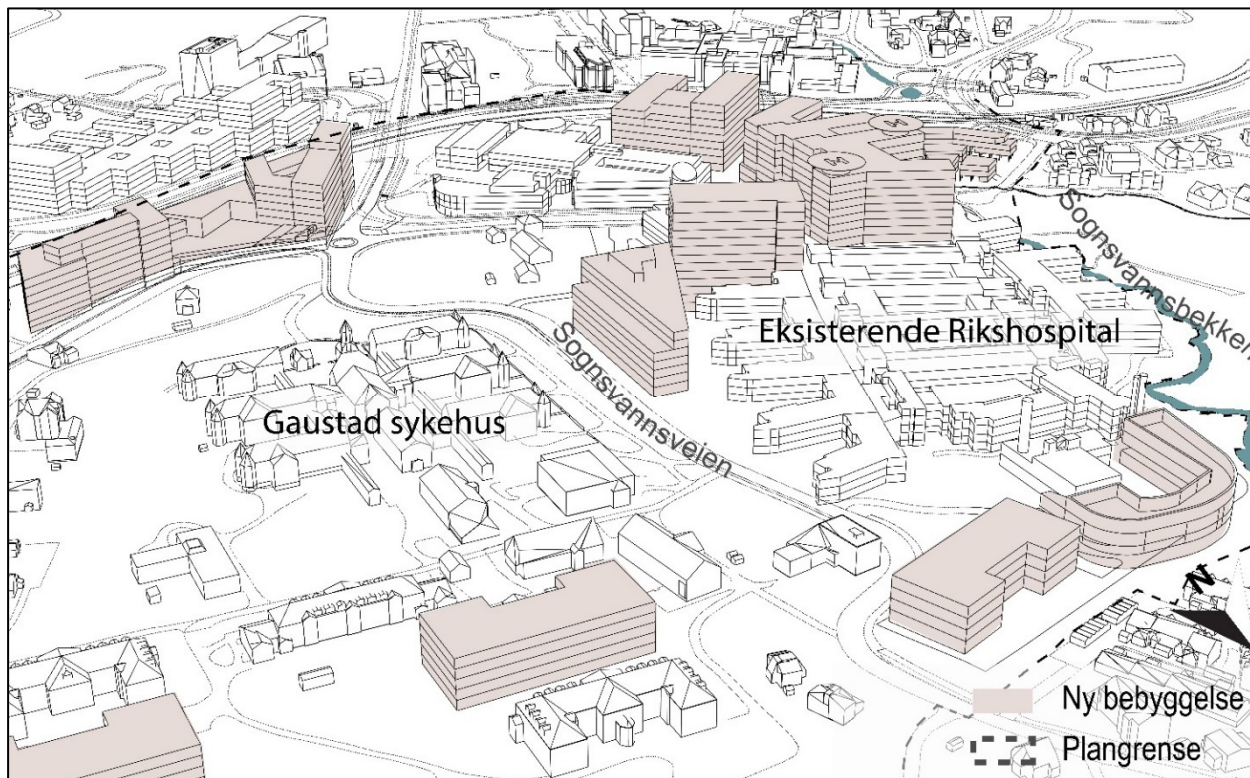 Sognsvannsbekken
Eksisterende Rikshospital
Sognsvannsveien
Gaustad sykehus
N
Ny bebyggelse
Plangrense